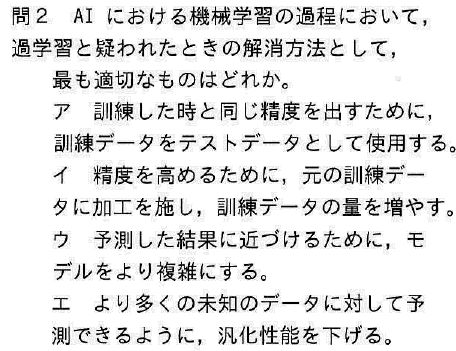 問２　AI における機械学習の過程において，
過学習と疑われたときの解消方法として，
最も適切なものはどれか。
ア　訓練した時と同じ精度を出すために，
訓練データをテストデータとして使用する。
イ　精度を高めるために，元の訓練デー
タに加工を施し，訓練データの量を増やす。
ウ　予測した結果に近づけるために，モ
デルをより複雑にする。
エ　より多くの未知のデータに対して予
測できるように，汎化性能を下げる。